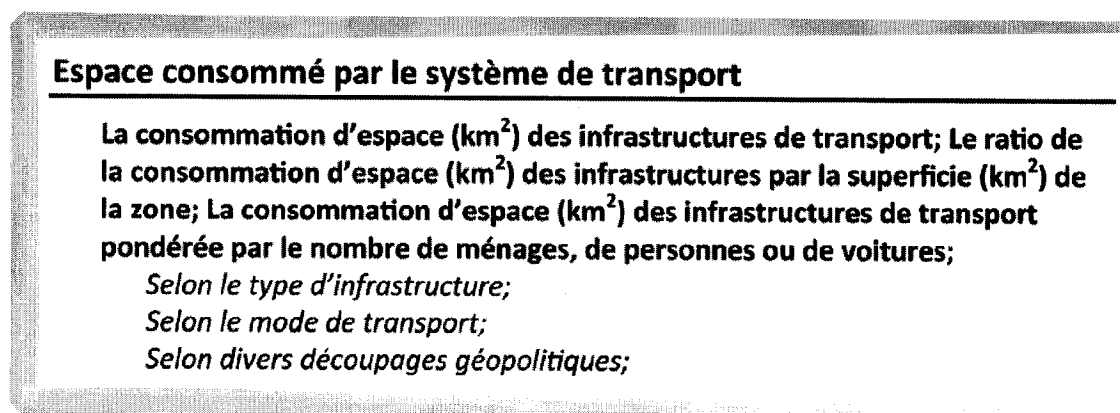 Espace consommé par le système de transport
La consommation d'espace (km²) des infrastructures de transport; Le ratio de
la consommation d'espace (km²) des infrastructures par la superficie (km²) de
la zone; La consommation d'espace (km²) des infrastructures de transport
pondérée par le nombre de ménages, de personnes ou de voitures;
Selon le type d'infrastructure;
Selon le mode de transport;
Selon divers découpages géopolitiques;